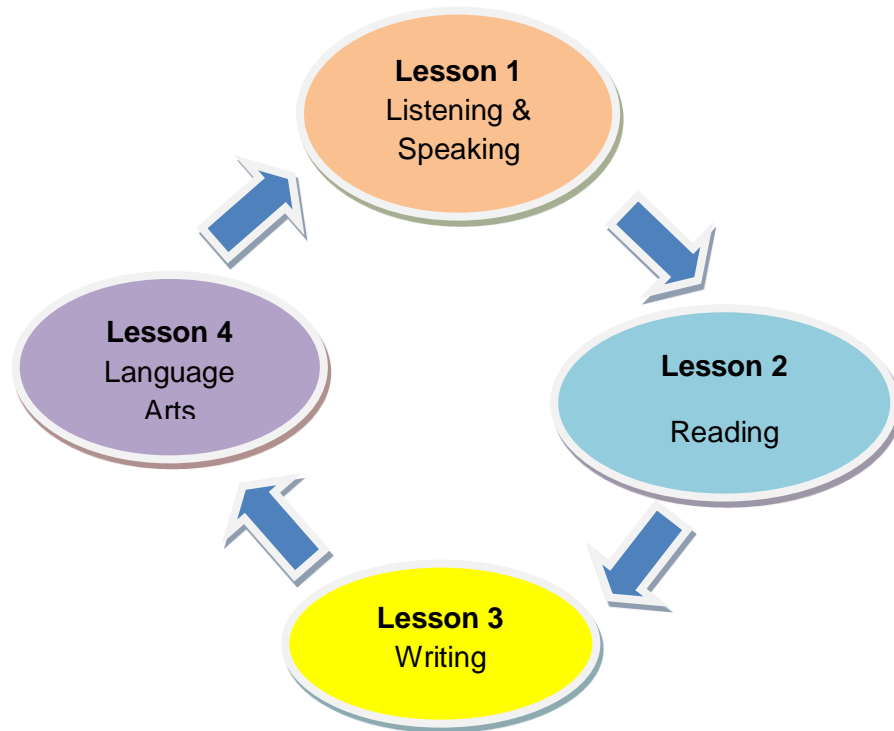 Lesson 1
Listening &
Speaking
Lesson 2
Reading
Lesson 3
Writing
Lesson 4
Language
Arts